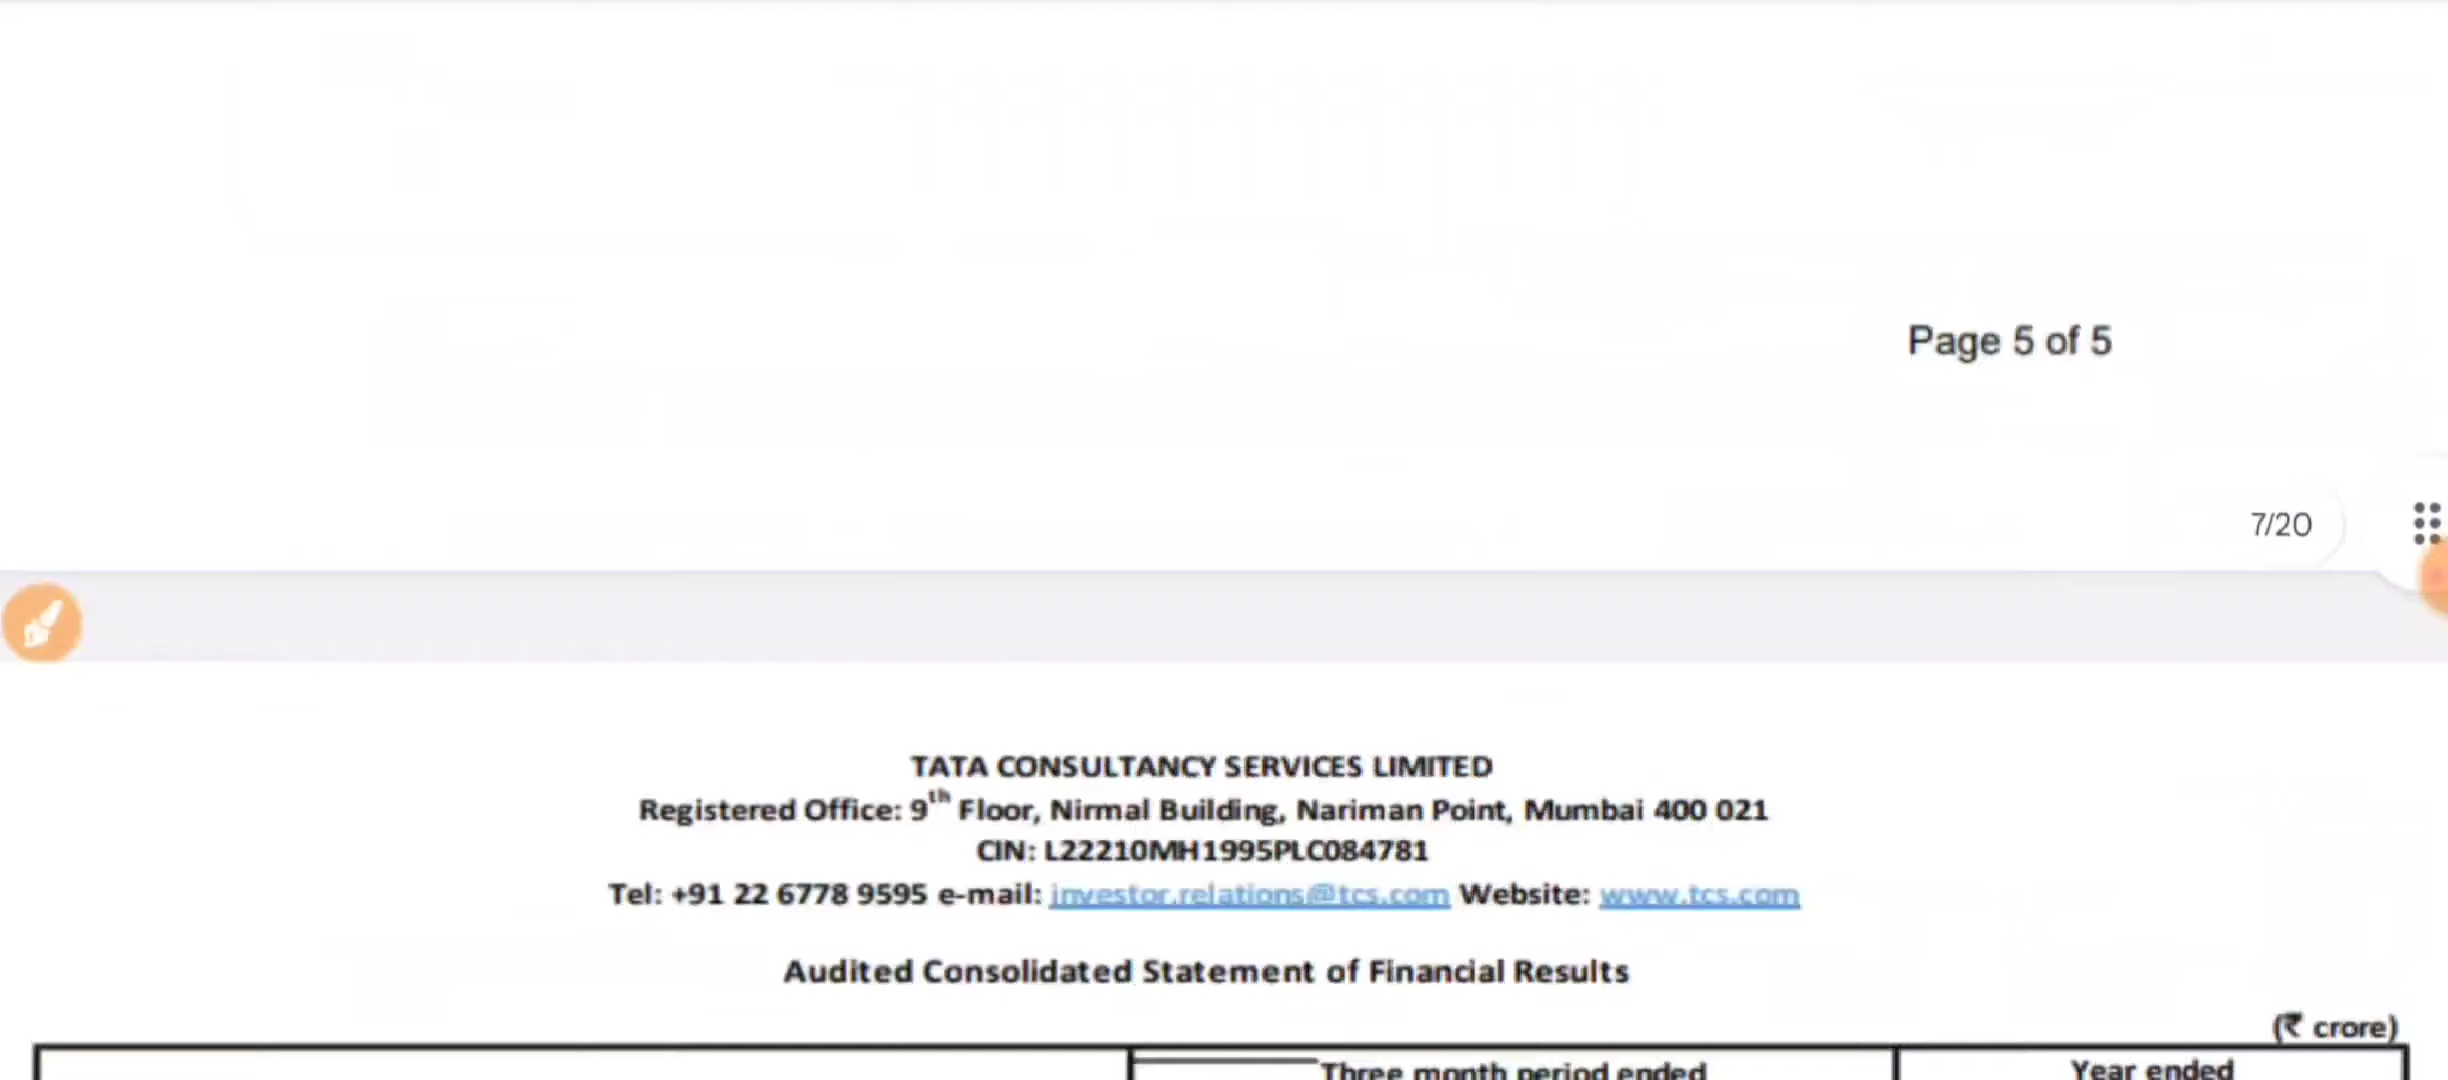 Page 5 of 5
7/20
TATA CONSULTANCY SERVICES LIMITED
Registered Office: 9th Floor, Nirmal Building, Nariman Point, Mumbai 400 021
CIN: L22210MH1995PLC084781
Tel: +91 22 6778 9595 e-mail: investor.relations@tcs.com Website: www.tcs.com
Audited Consolidated Statement of Financial Results
(₹ crore)
Three month period ended Year ended